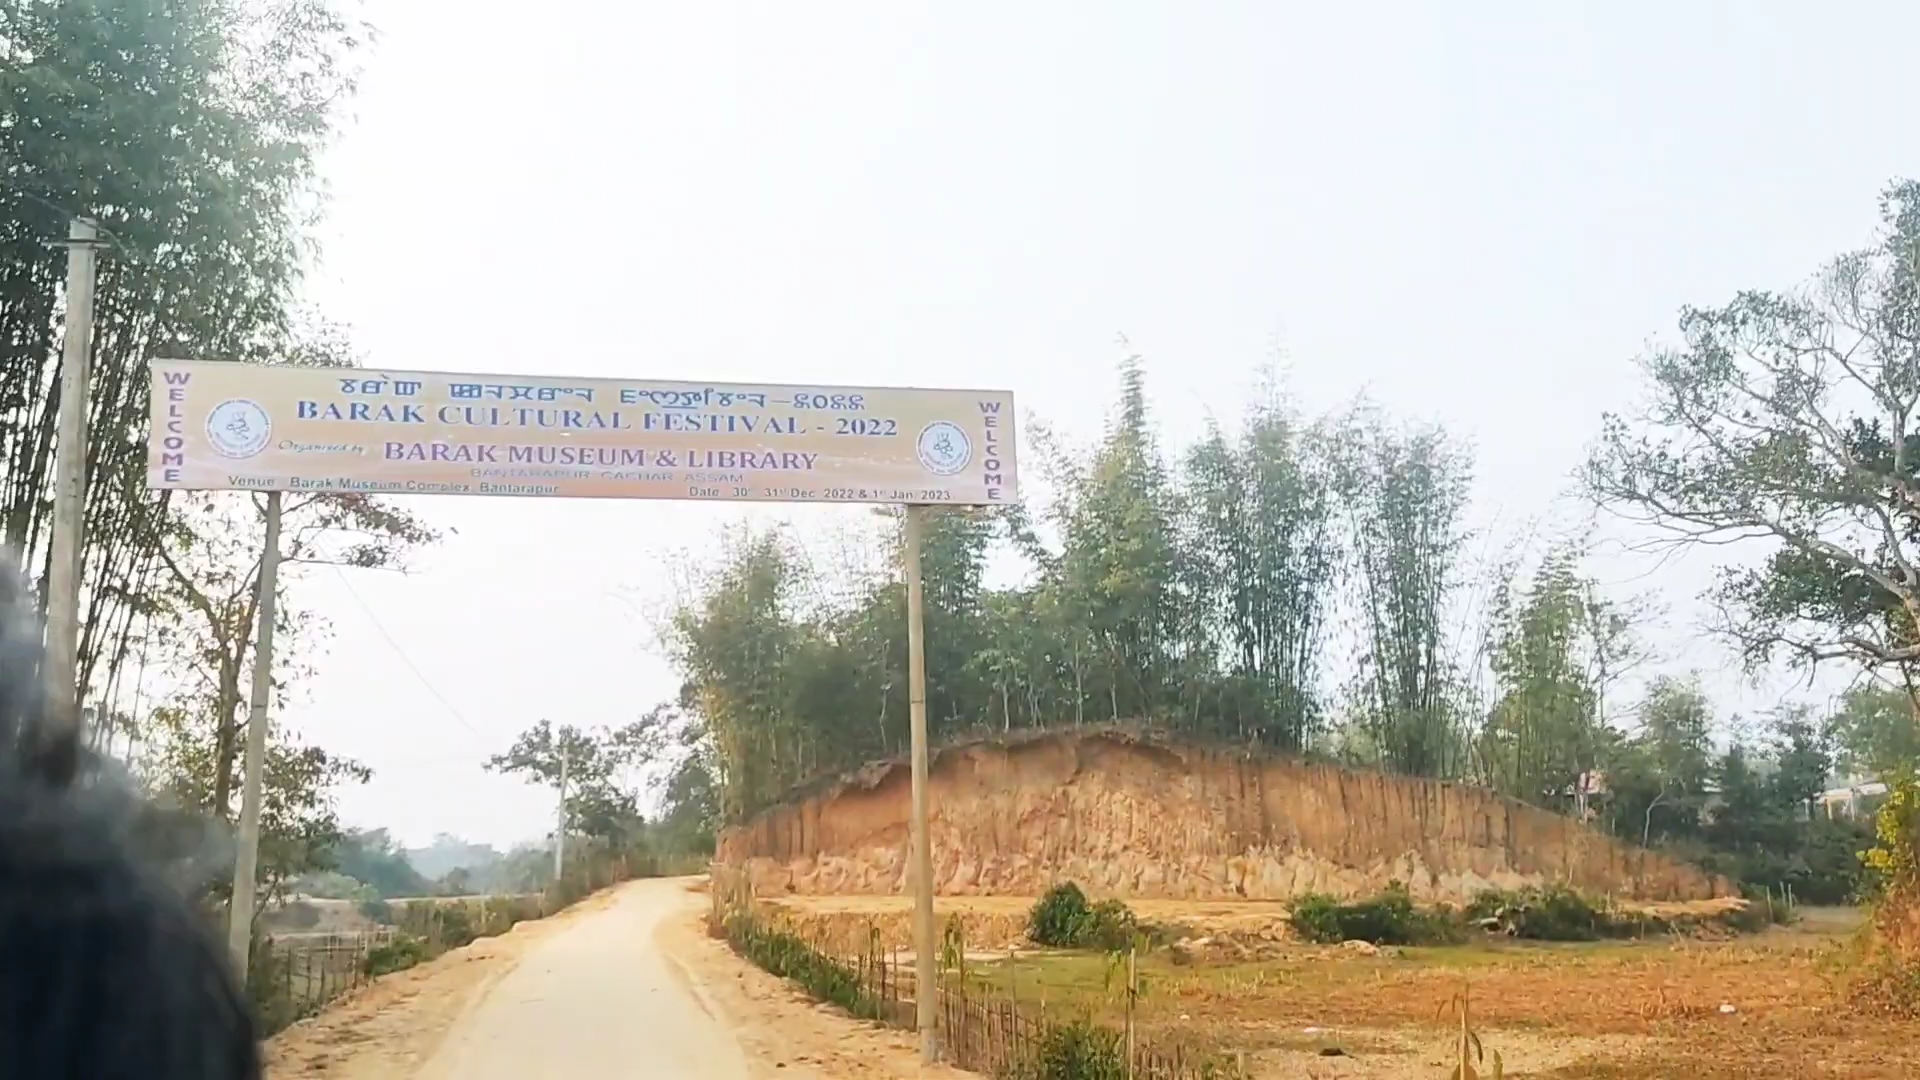 WELCOME
ꯕꯔꯥꯛ
BARAK CULTURAL FESTIVAL - 2022
Organised by BARAK MUSEUM & LIBRARY
BANTARAPUR CACHAR ASSAM
Venue Barak Museum Complex, Bantarapur
Date 30th 31st Dec 2022 & 1st Jan, 2023
WELCOME